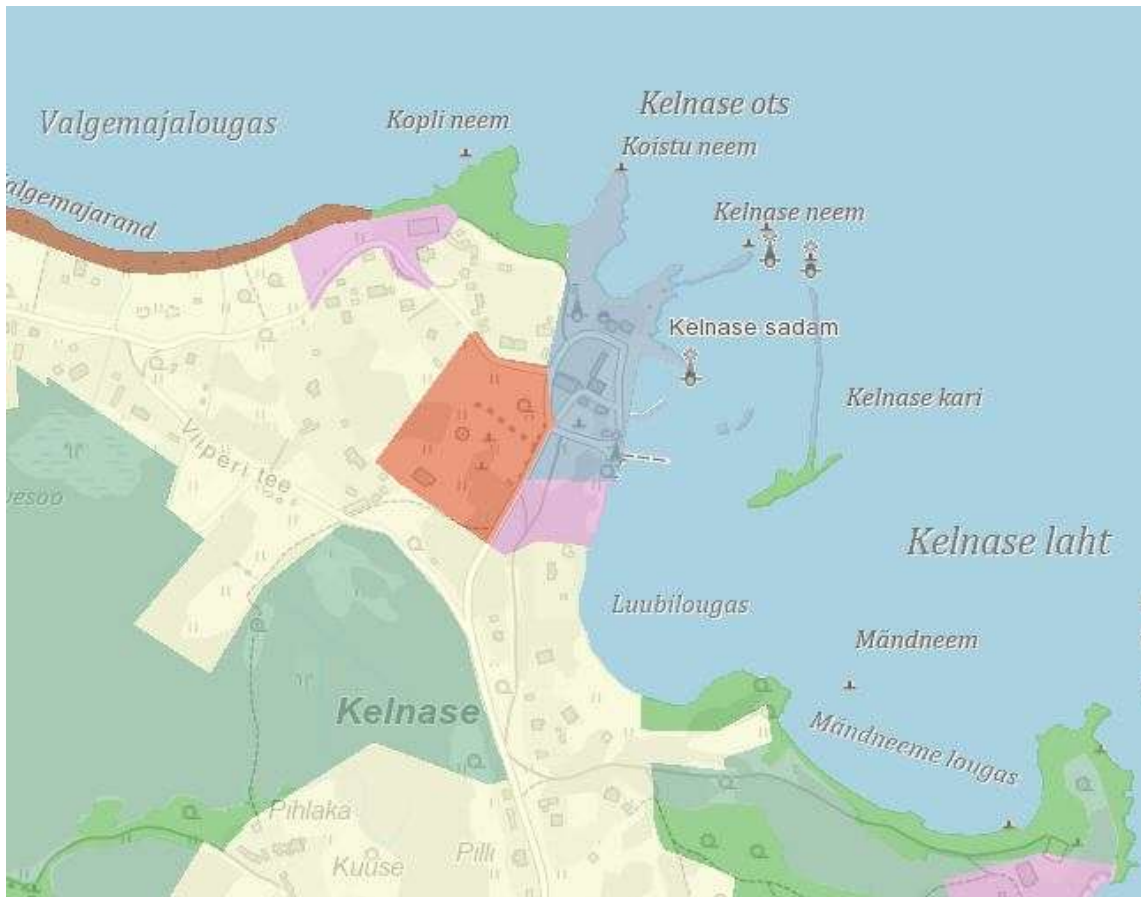 Kelnase ots
Valgemajalougas
Kopli neem
Koistu neem
Kelnase neem
Kelnase sadam
Kelnase kari
Viiperi tee
Kelnase laht
Luubilougas
Mändneem
Kelnase
Mändneeme lougas
Pihlaka
Pilli
Kuuse